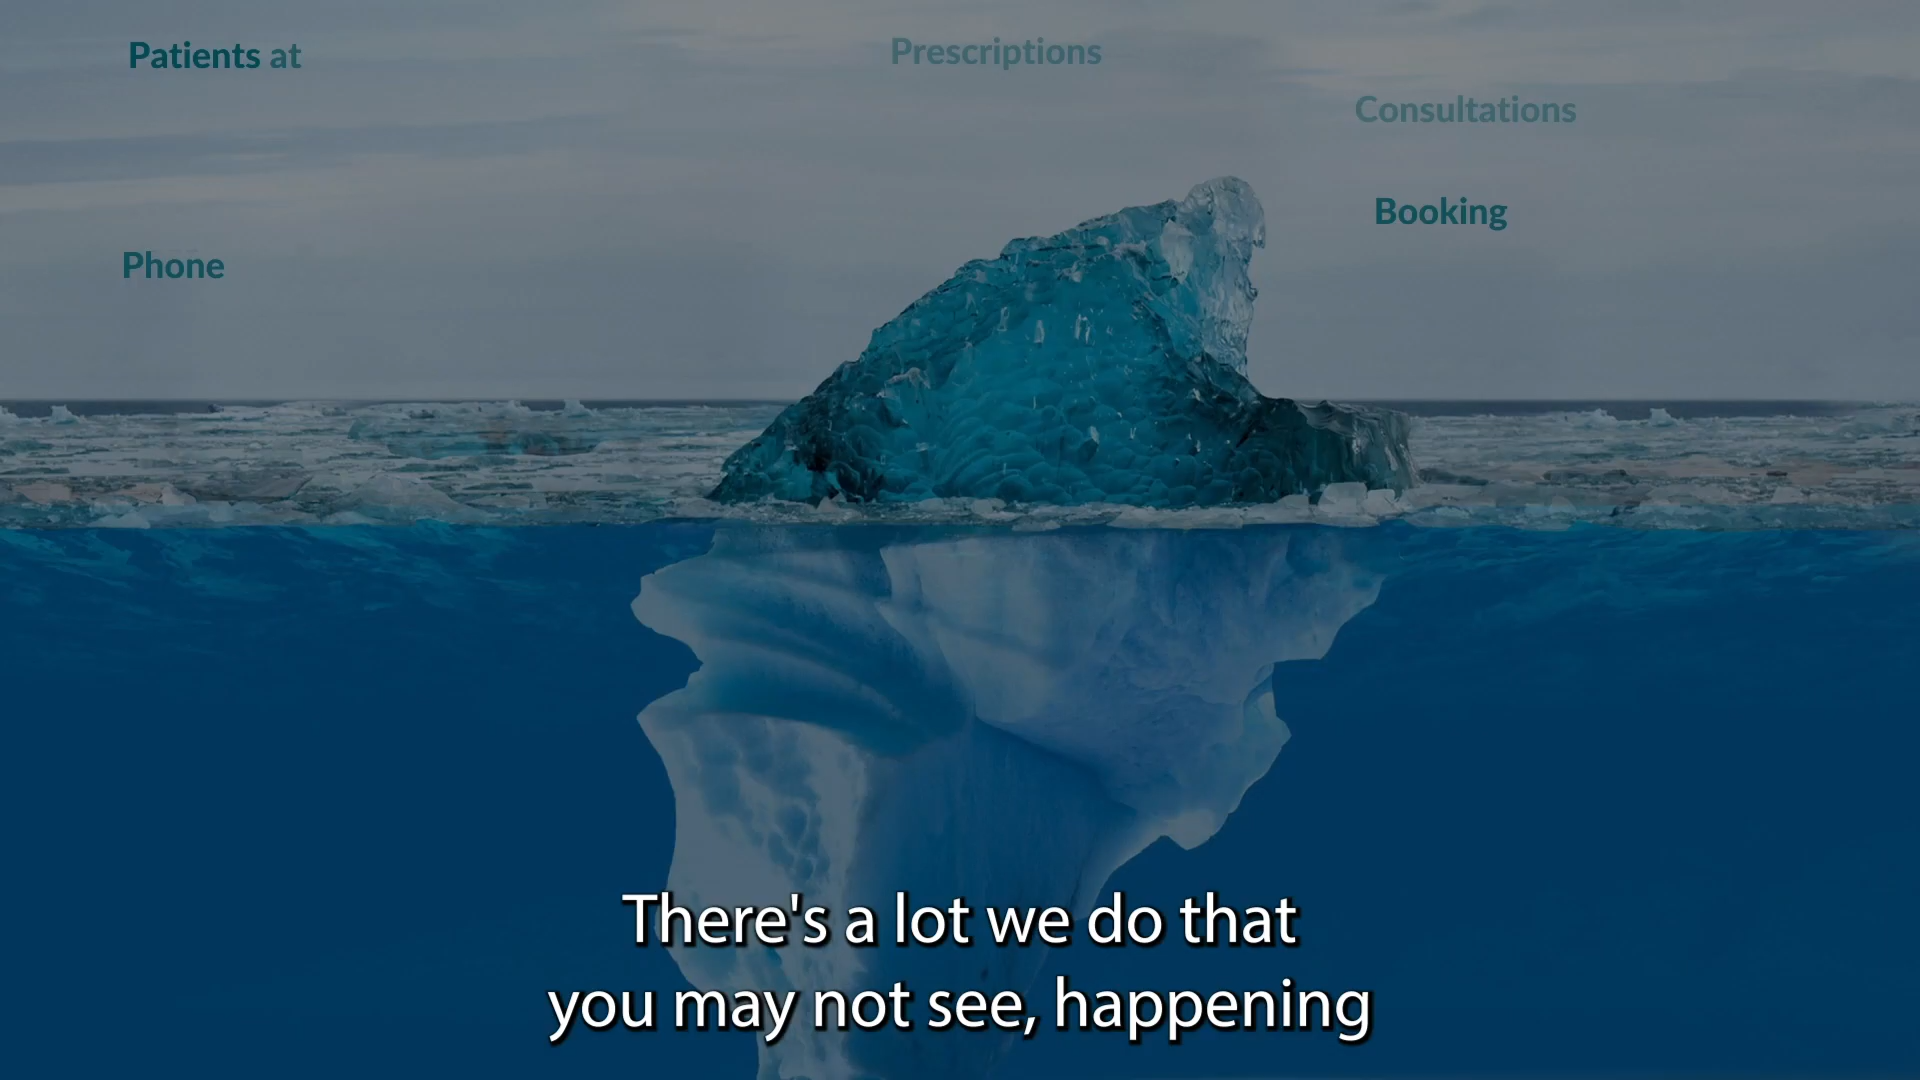 Patients at
Prescriptions
Consultations
Booking
Phone
There's a lot we do that
you may not see, happening